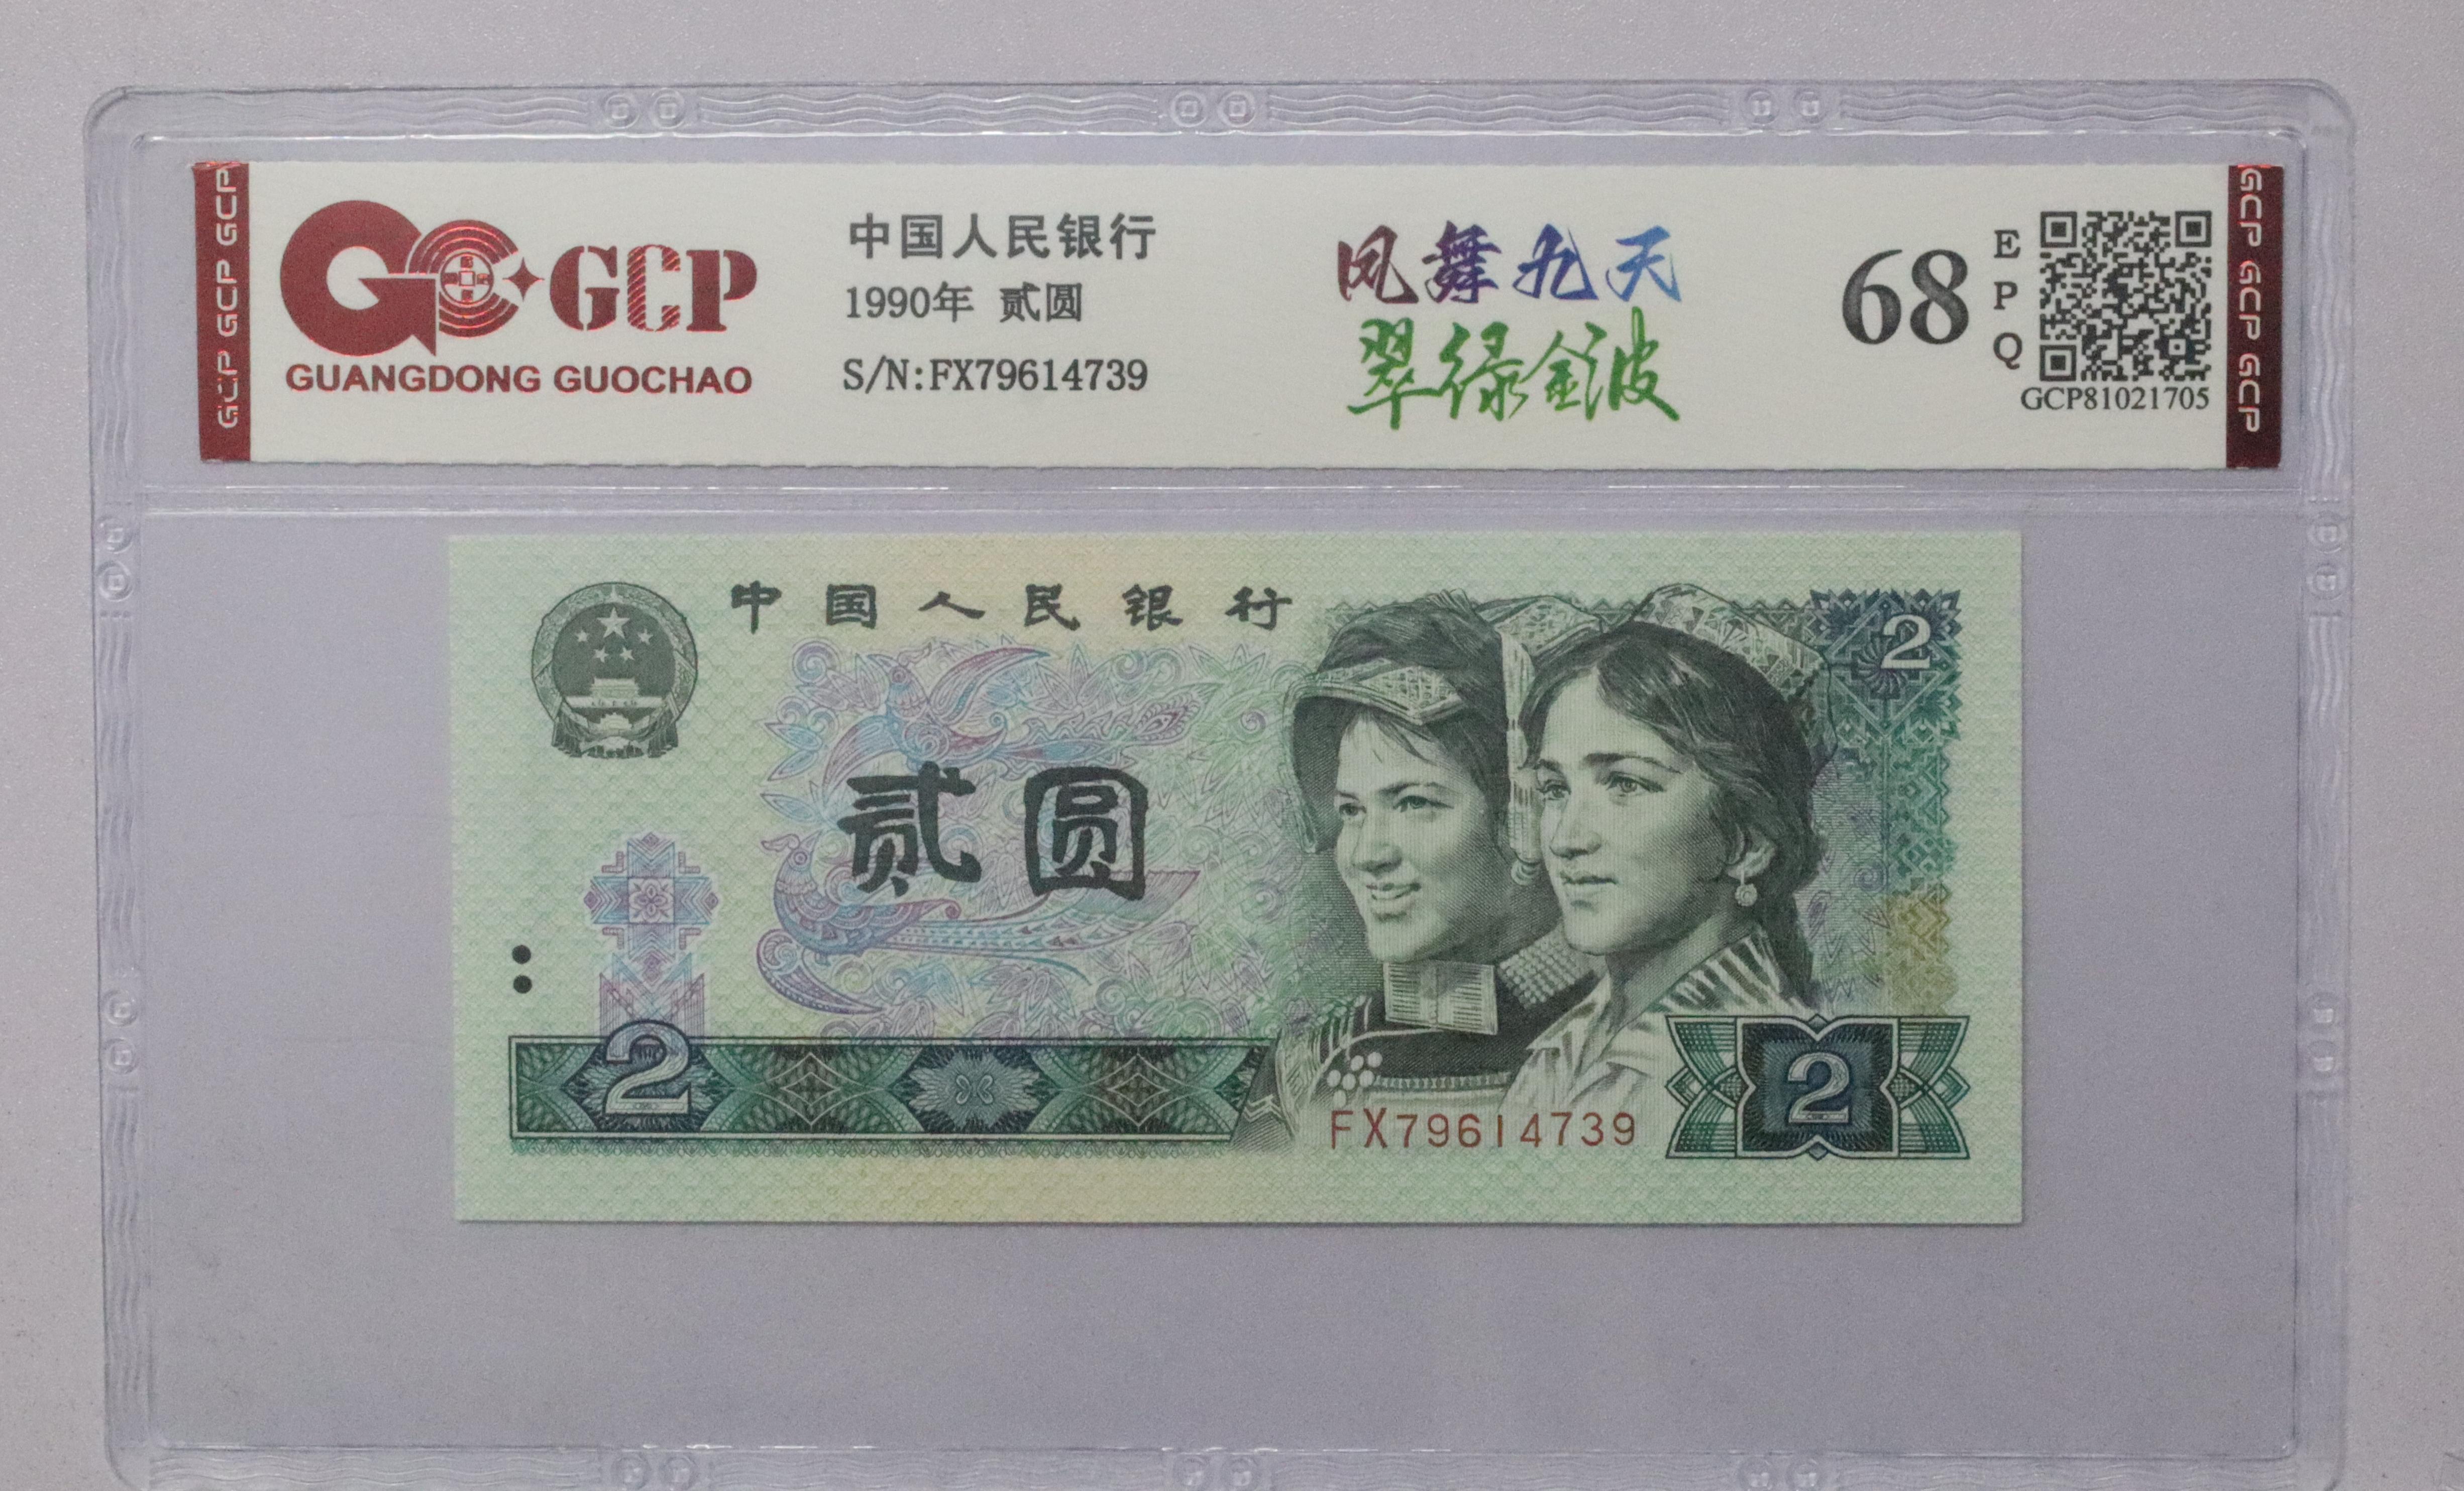 GCP GCP GCP GCP
GCP
GUANGDONG GUOCHAO
中国人民银行
1990年 贰圆
S/N:FX79614739
凤舞九天
翠绿金波
68
EPQ
GCP81021705
GCP GCP GCP
中国人民银行
2
贰圆
2
2
FX79614739